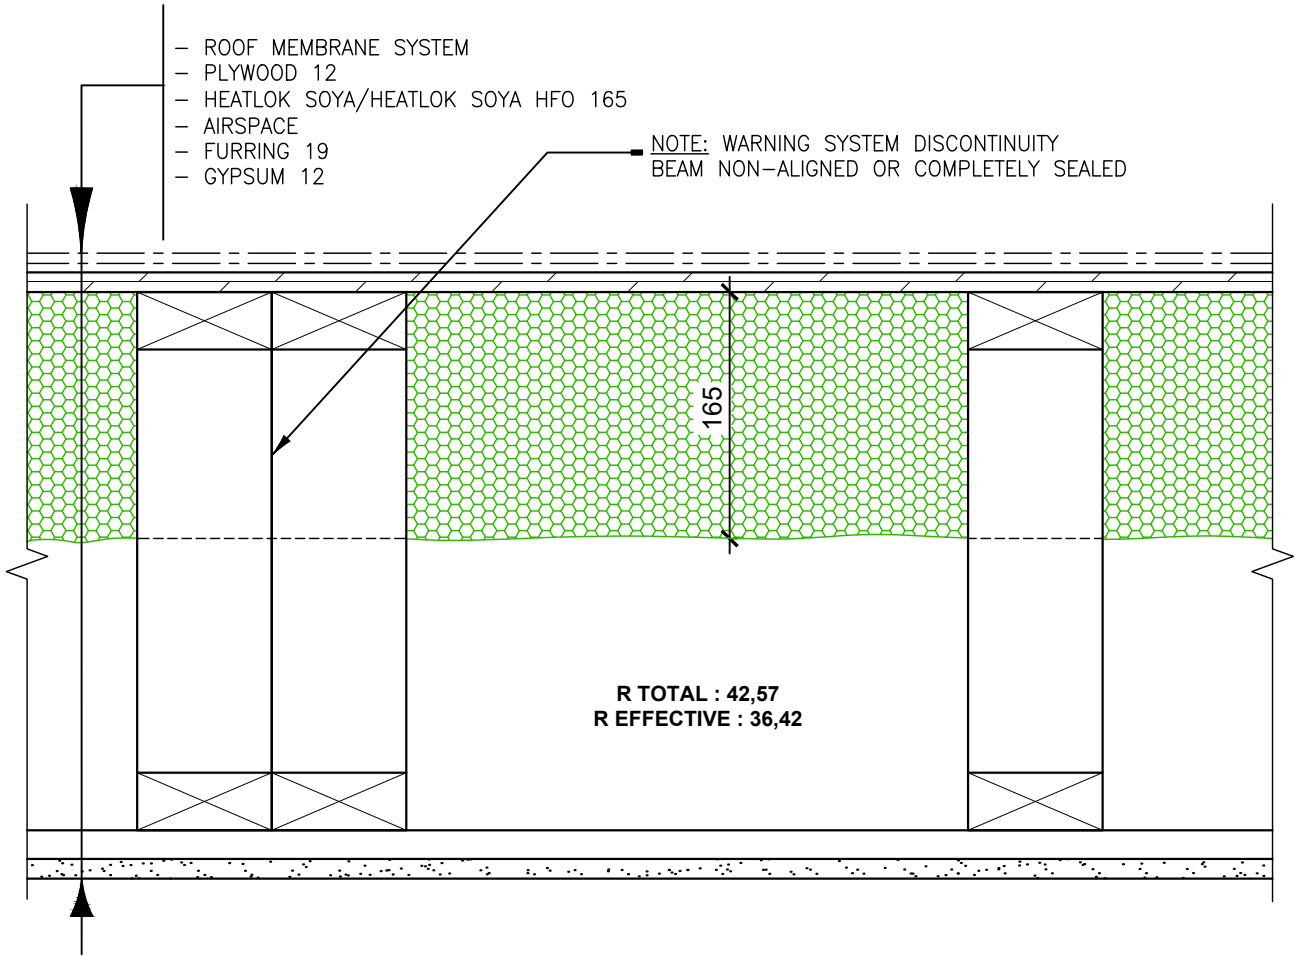 - ROOF MEMBRANE SYSTEM
- PLYWOOD 12
- HEATLOK SOYA/HEATLOK SOYA HFO 165
- AIRSPACE
- FURRING 19
- GYPSUM 12
NOTE: WARNING SYSTEM DISCONTINUITY
BEAM NON-ALIGNED OR COMPLETELY SEALED
165
R TOTAL : 42,57
R EFFECTIVE : 36,42